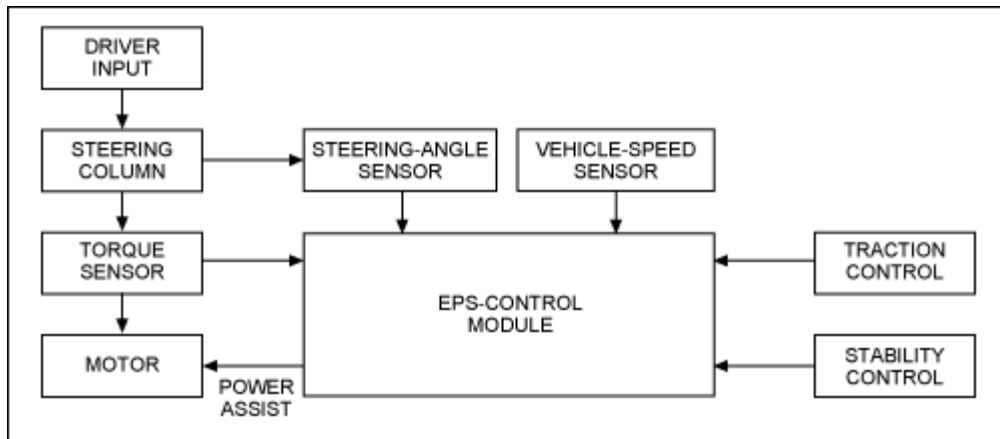 DRIVER
INPUT
STEERING
COLUMN
STEERING-ANGLE
SENSOR
VEHICLE-SPEED
SENSOR
TORQUE
SENSOR
EPS-CONTROL
MODULE
TRACTION
CONTROL
MOTOR
POWER
ASSIST
STABILITY
CONTROL